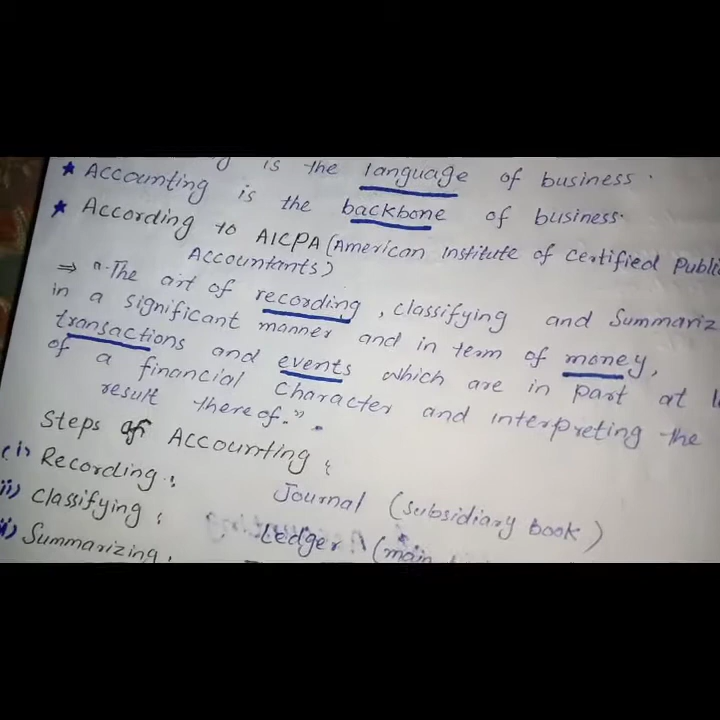 is the language of business.
★ Accounting is the backbone of business.
★ According to AICPA (American Institute of Certified
Accountants)
⇒ "The art of recording, classifying and
in a significant manner and in term of money,
transactions and events which are in part at
of a financial character and interpreting the
result there of."
Steps of Accounting :
(i) Recording : Journal (Subsidiary book)
ii) Classifying : Ledger (main
Summarizing :